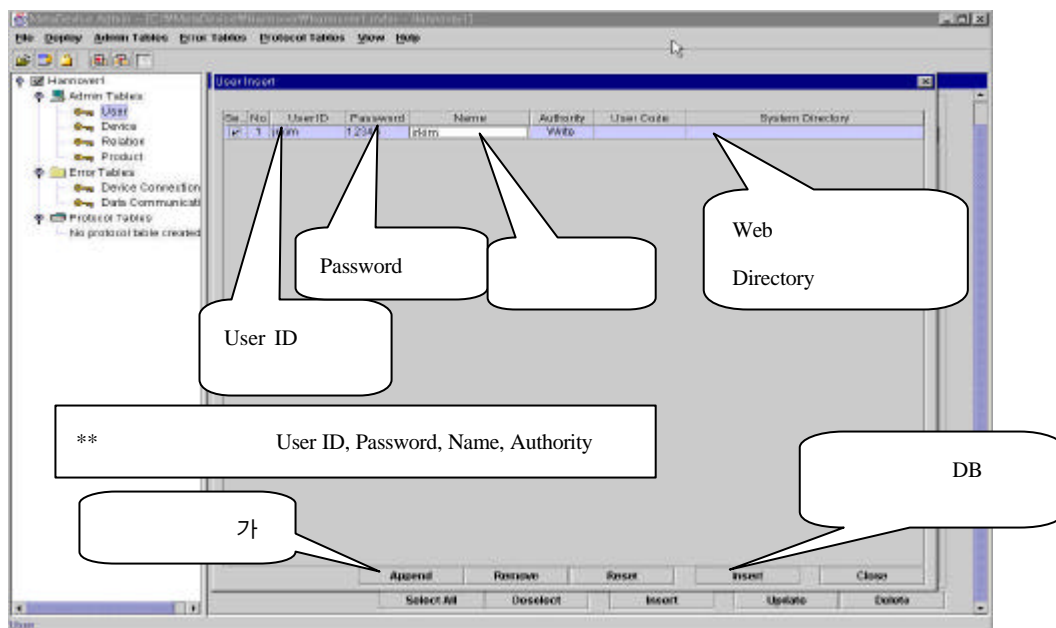 File Deploy Admin Tables Error Tables Protocol Tables View Help
Hannover1
Admin Tables
User
Device
Relation
Product
Error Tables
Device Connection
Data Communicati
Protocol Tables
No protocol table created
User Insert
Se.. No UserID Password Name Authority User Code System Directory
1 Write
Password
Web
Directory
User ID
** User ID, Password, Name, Authority
DB
가
Append Remove Reset Insert Close
Select All Deselect Insert Update Delete
User